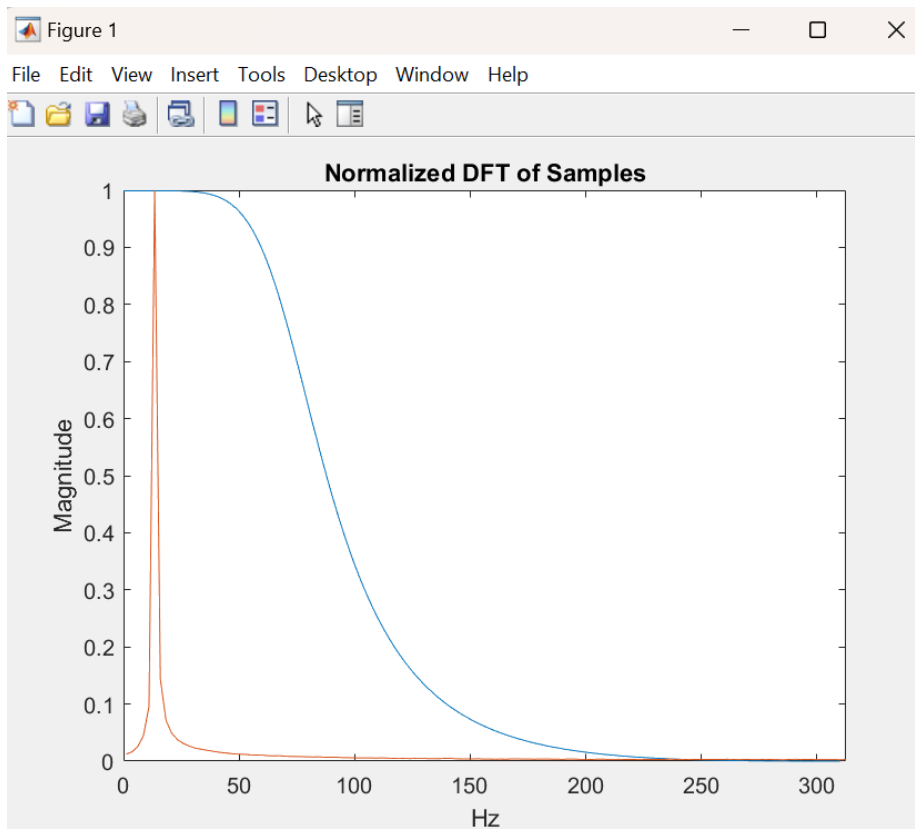 Figure 1
File Edit View Insert Tools Desktop Window Help
Normalized DFT of Samples
1
0.9
0.8
0.7
0.6
0.5
0.4
0.3
0.2
0.1
0
Magnitude
0 50 100 150 200 250 300
Hz